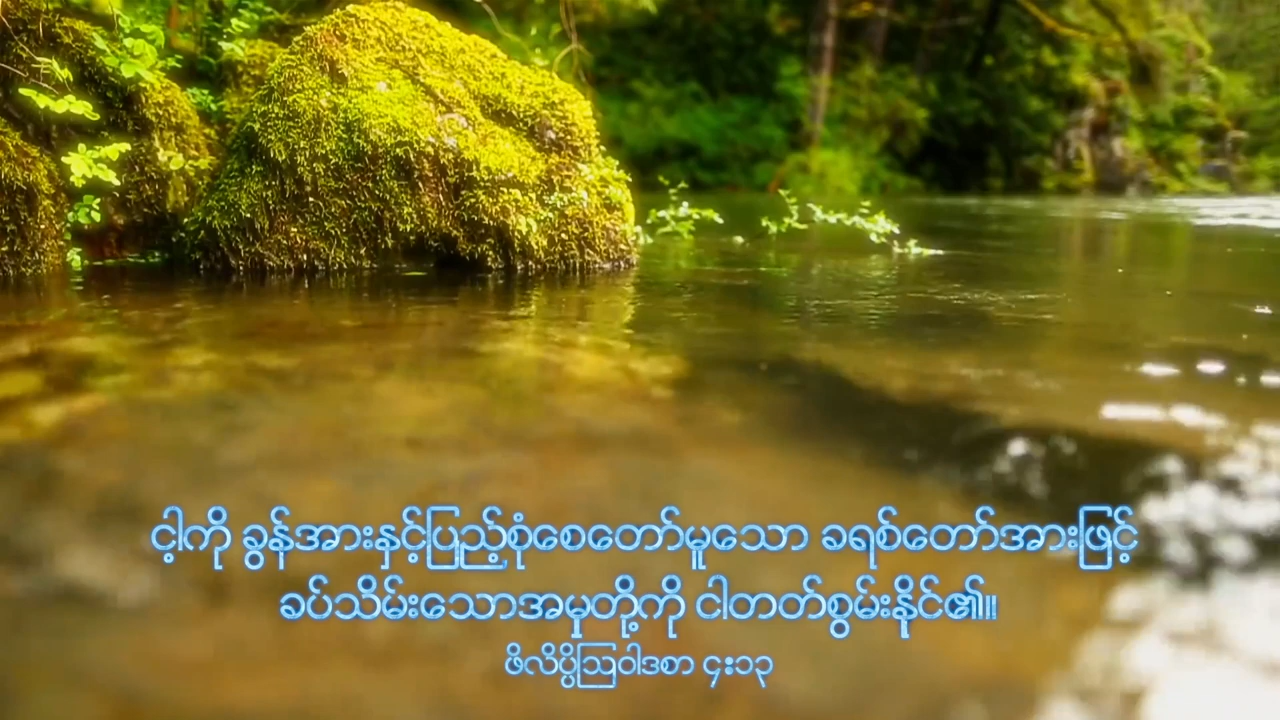 ငါ့ကို ခွန်အားနှင့်ပြည့်စုံစေတော်မူသော ခရစ်တော်အားဖြင့်
ခပ်သိမ်းသောအမှုတို့ကို ငါတတ်စွမ်းနိုင်၏။
ဖိလိပ္ပိဩဝါဒစာ ၄း၁၃